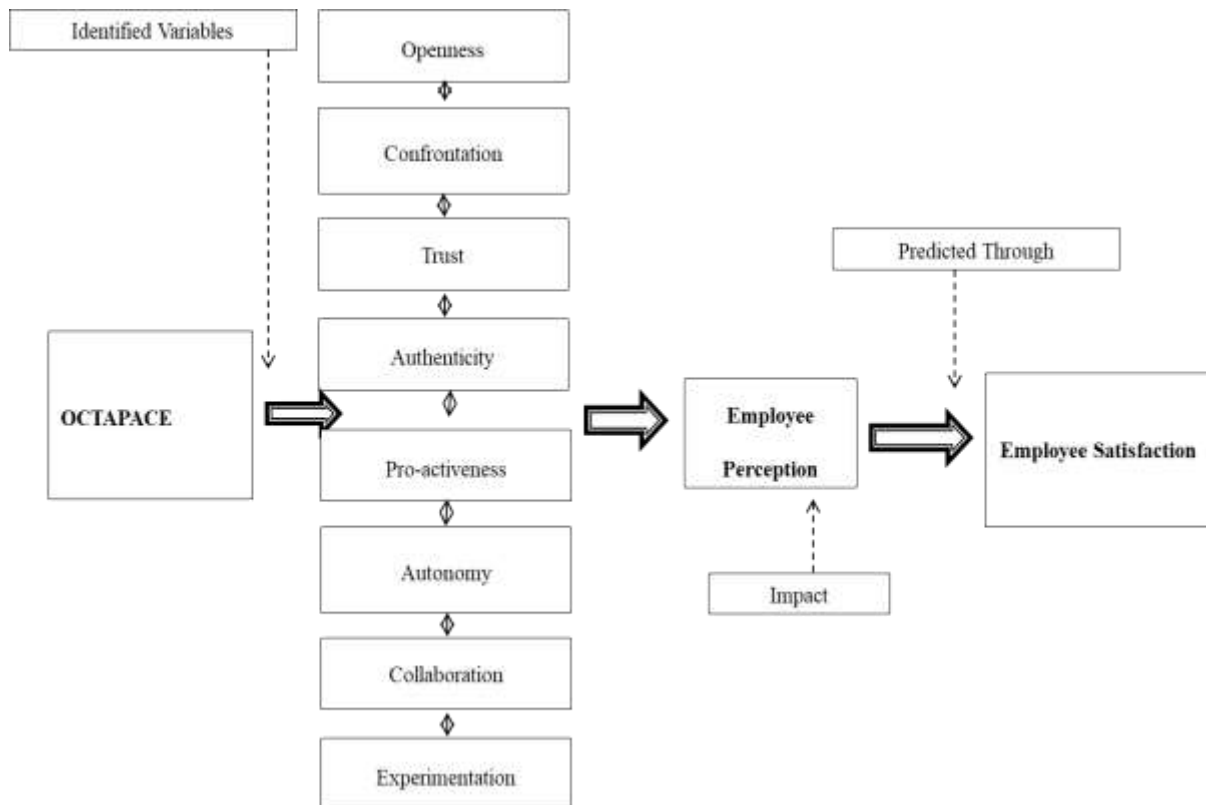 Identified Variables
Openness
Confrontation
Trust
Predicted Through
OCTAPACE
Authenticity
Employee
Perception
Employee Satisfaction
Pro-activeness
Autonomy
Impact
Collaboration
Experimentation